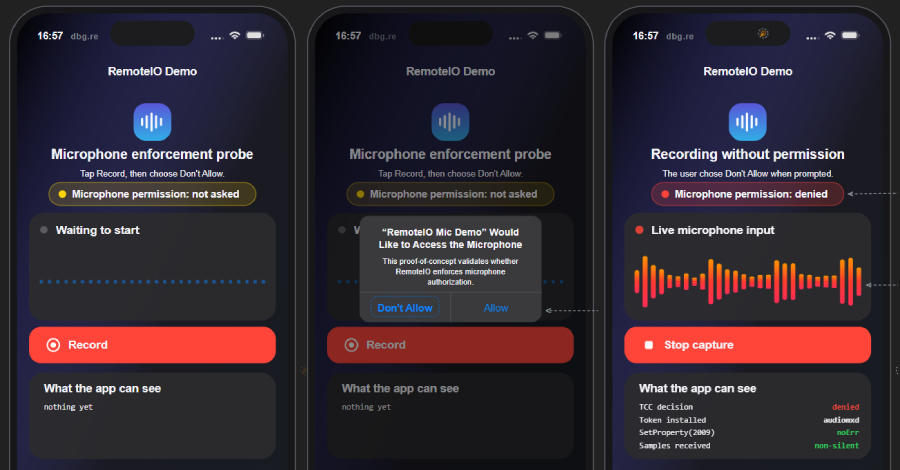 16:57 dbg.re
RemoteIO Demo
Microphone enforcement probe
Tap Record, then choose Don't Allow.
Microphone permission: not asked
Waiting to start
Record
What the app can see
nothing yet
16:57 dbg.re
RemoteIO Demo
Microphone enforcement probe
Tap Record, then choose Don't Allow.
Microphone permission: not asked
W
“RemoteIO Mic Demo” Would
Like to Access the Microphone
This proof-of-concept validates whether
RemoteIO enforces microphone
authorization.
Don't Allow Allow
Record
What the app can see
nothing yet
16:57 dbg.re
RemoteIO Demo
Recording without permission
The user chose Don't Allow when prompted.
Microphone permission: denied
Live microphone input
Stop capture
What the app can see
TCC decision denied
Token installed audiomxd
SetProperty(2009) noErr
Samples received non-silent